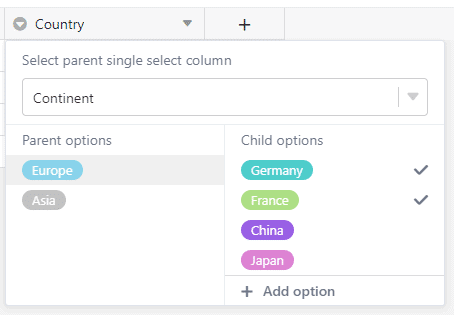 Country
Select parent single select column
Continent
Parent options
Child options
Europe
Asia
Germany
France
China
Japan
+ Add option